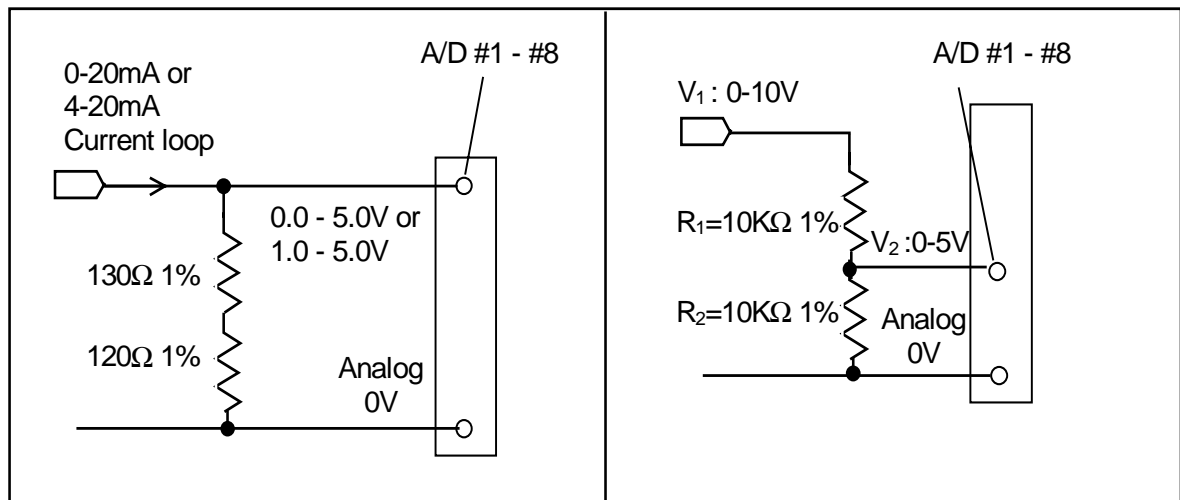 0-20mA or
4-20mA
Current loop
A/D #1 - #8
0.0 - 5.0V or
1.0 - 5.0V
130Ω 1%
120Ω 1%
Analog
0V
A/D #1 - #8
V₁ : 0-10V
R₁=10KΩ 1%
V₂ :0-5V
R₂=10KΩ 1%
Analog
0V